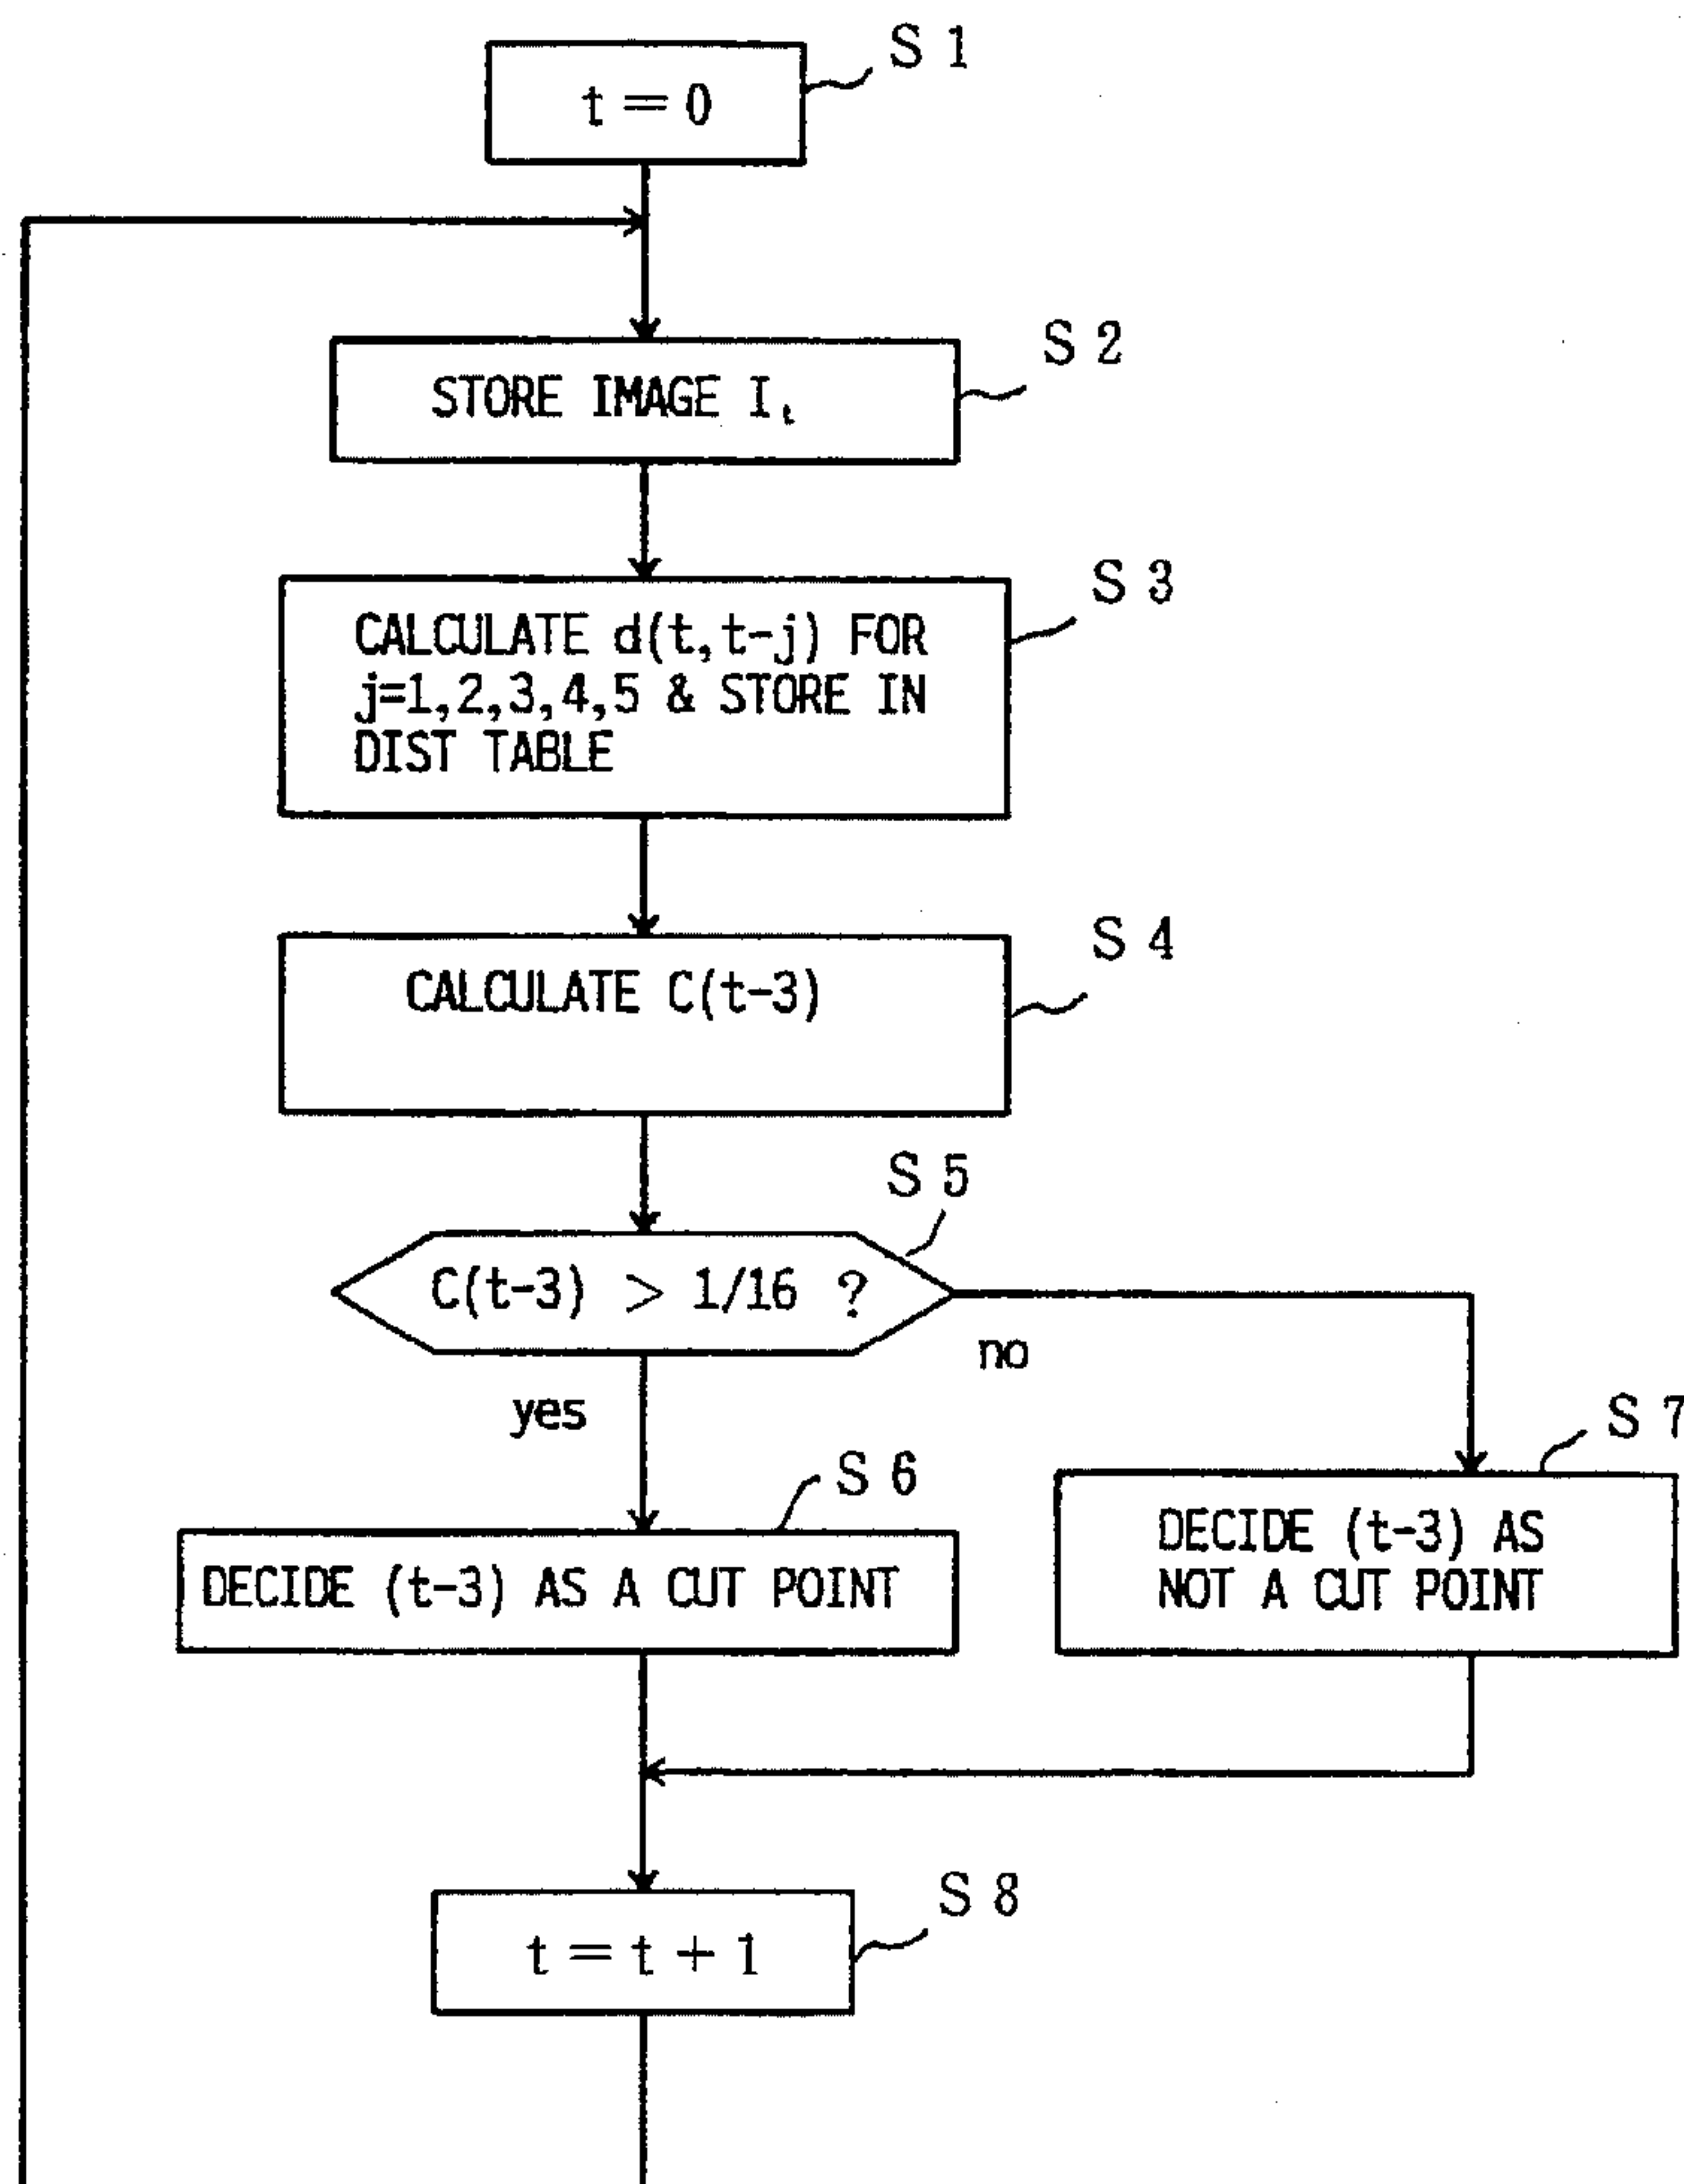 S 1
t = 0
S 2
STORE IMAGE Iₜ
S 3
CALCULATE d(t,t-j) FOR
j=1,2,3,4,5 & STORE IN
DIST TABLE
S 4
CALCULATE C(t-3)
S 5
C(t-3) > 1/16 ?
no
yes
S 6
S 7
DECIDE (t-3) AS A CUT POINT
DECIDE (t-3) AS
NOT A CUT POINT
S 8
t = t + 1